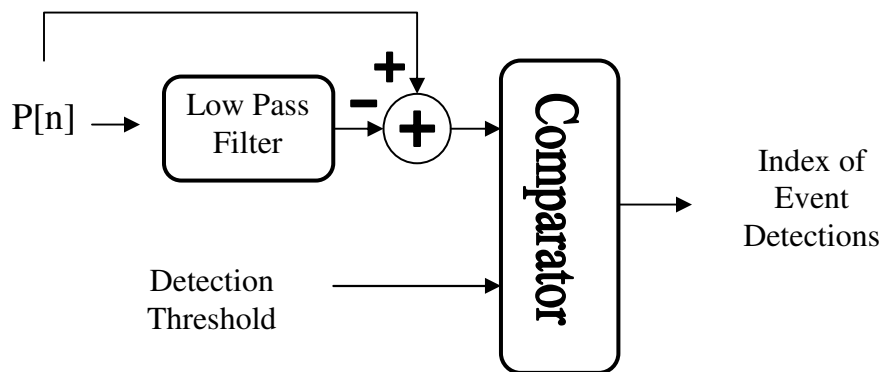 P[n]
Low Pass
Filter
+
-
+
Comparator
Detection
Threshold
Index of
Event
Detections